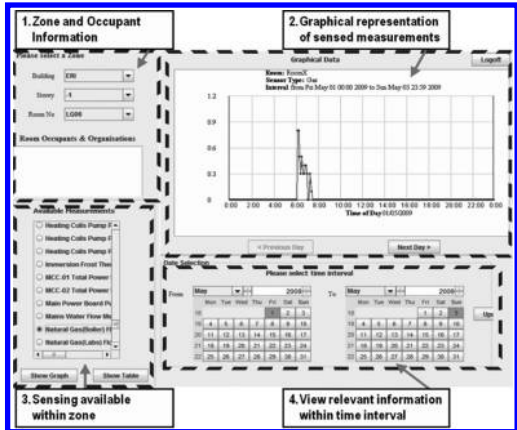 1.Zone and Occupant
Information
2.Graphical representation
of sensed measurements
Please select a Zone
Building ERI
Storey -1
Room No LG08
Room Occupants & Organisations
Graphical Data
Logoff
Room: RoomX
Sensor Type: Gas
Interval from Fri May 01 00:00 2009 to Sun May 03 23:59 2009
1.2
0.9
0.6
0.3
0
0:00 2:00 4:00 6:00 8:00 10:00 12:00 14:00 16:00 18:00 20:00 22:00 0:00
Time of Day 01/05/2009
< Previous Day
Next Day >
Available Measurements
Heating Coils Pump F
Heating Coils Pump F
Heating Coils Pump F
Immersion Frost The
MCC-01 Total Power
MCC-02 Total Power
Main Power Board P
Mains Water Flow Me
Natural Gas(Boiler) Fl
Natural Gas(Labs) Flo
Show Graph
Show Table
Date Selection
Please select time interval
From May 2009
To May 2009
Mon Tue Wed Thu Fri Sat Sun
18 1 2 3
19 4 5 6 7 8 9 10
20 11 12 13 14 15 16 17
21 18 19 20 21 22 23 24
22 25 26 27 28 29 30 31
Mon Tue Wed Thu Fri Sat Sun
18 1 2 3
19 4 5 6 7 8 9 10
20 11 12 13 14 15 16 17
21 18 19 20 21 22 23 24
22 25 26 27 28 29 30 31
Up
3.Sensing available
within zone
4.View relevant information
within time interval